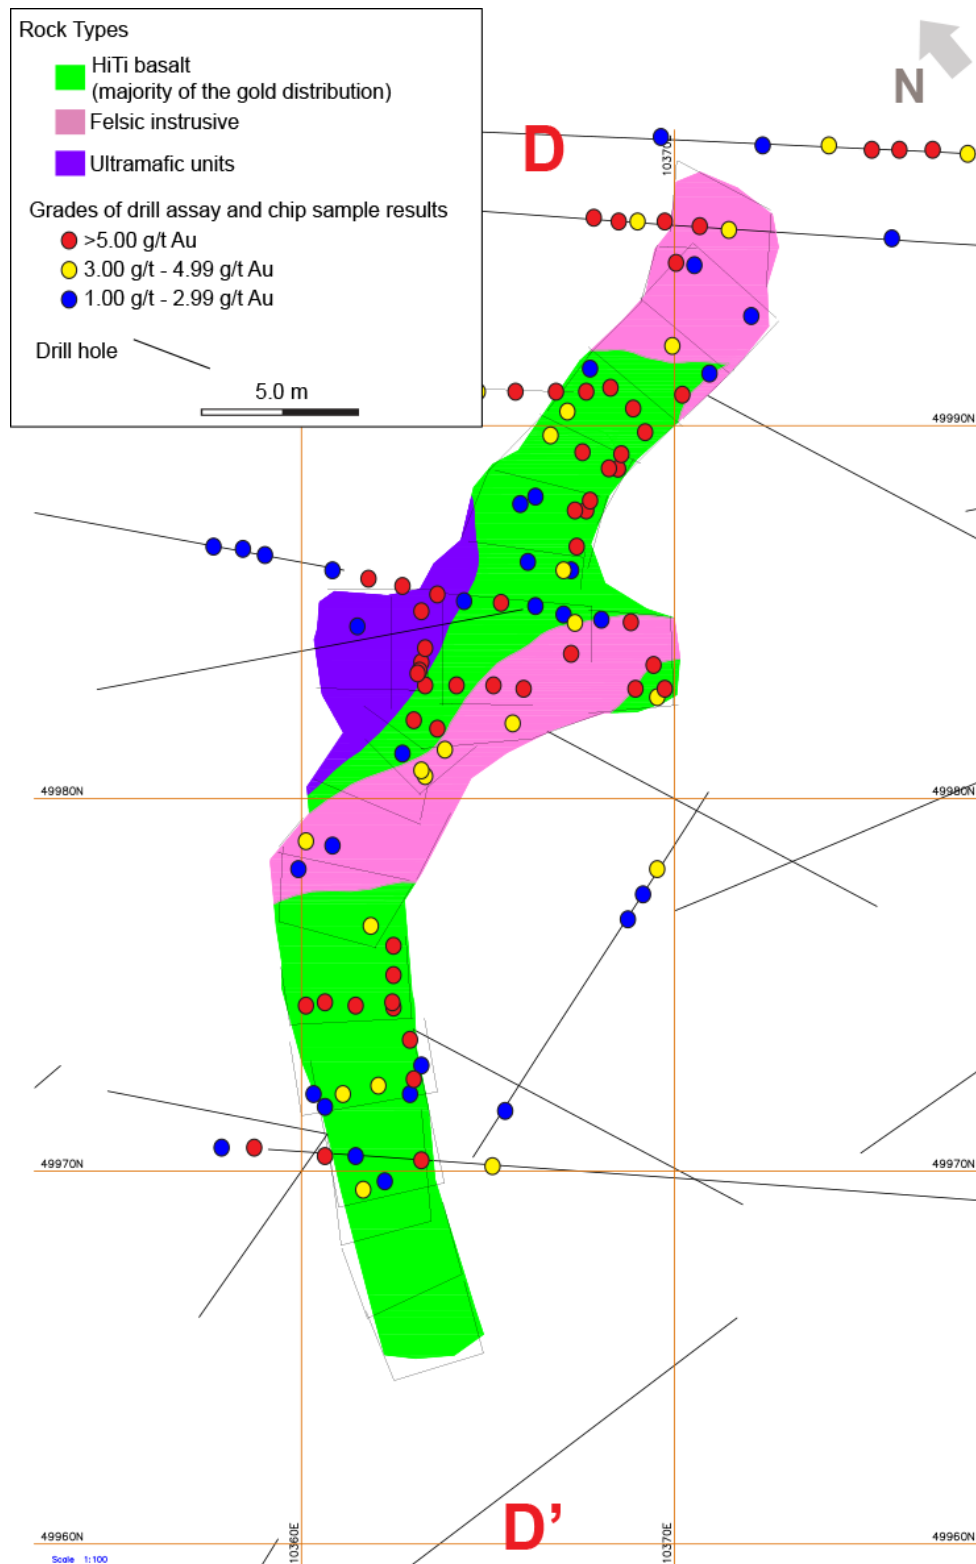 Rock Types
HiTi basalt
(majority of the gold distribution)
Felsic instrusive
Ultramafic units
Grades of drill assay and chip sample results
>5.00 g/t Au
3.00 g/t - 4.99 g/t Au
1.00 g/t - 2.99 g/t Au
Drill hole
5.0 m
N
D
10370E
49990N
49990N
49980N
49980N
49970N
49970N
D’
49960N
10360E
10370E
49960N
Scale 1:100